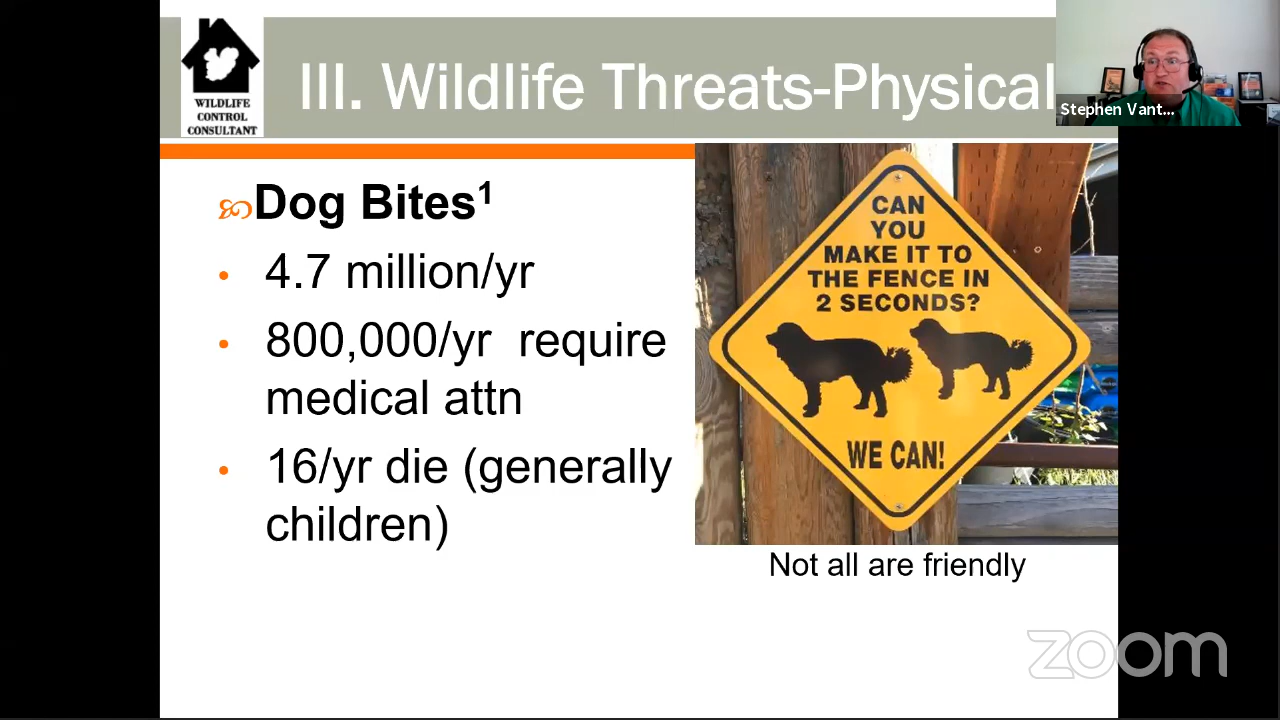 WILDLIFE
CONTROL
CONSULTANT
III. Wildlife Threats-Physical
Stephen Vant...
Dog Bites¹
• 4.7 million/yr
• 800,000/yr require
medical attn
• 16/yr die (generally
children)
CAN
YOU
MAKE IT TO
THE FENCE IN
2 SECONDS?
WE CAN!
Not all are friendly
zoom